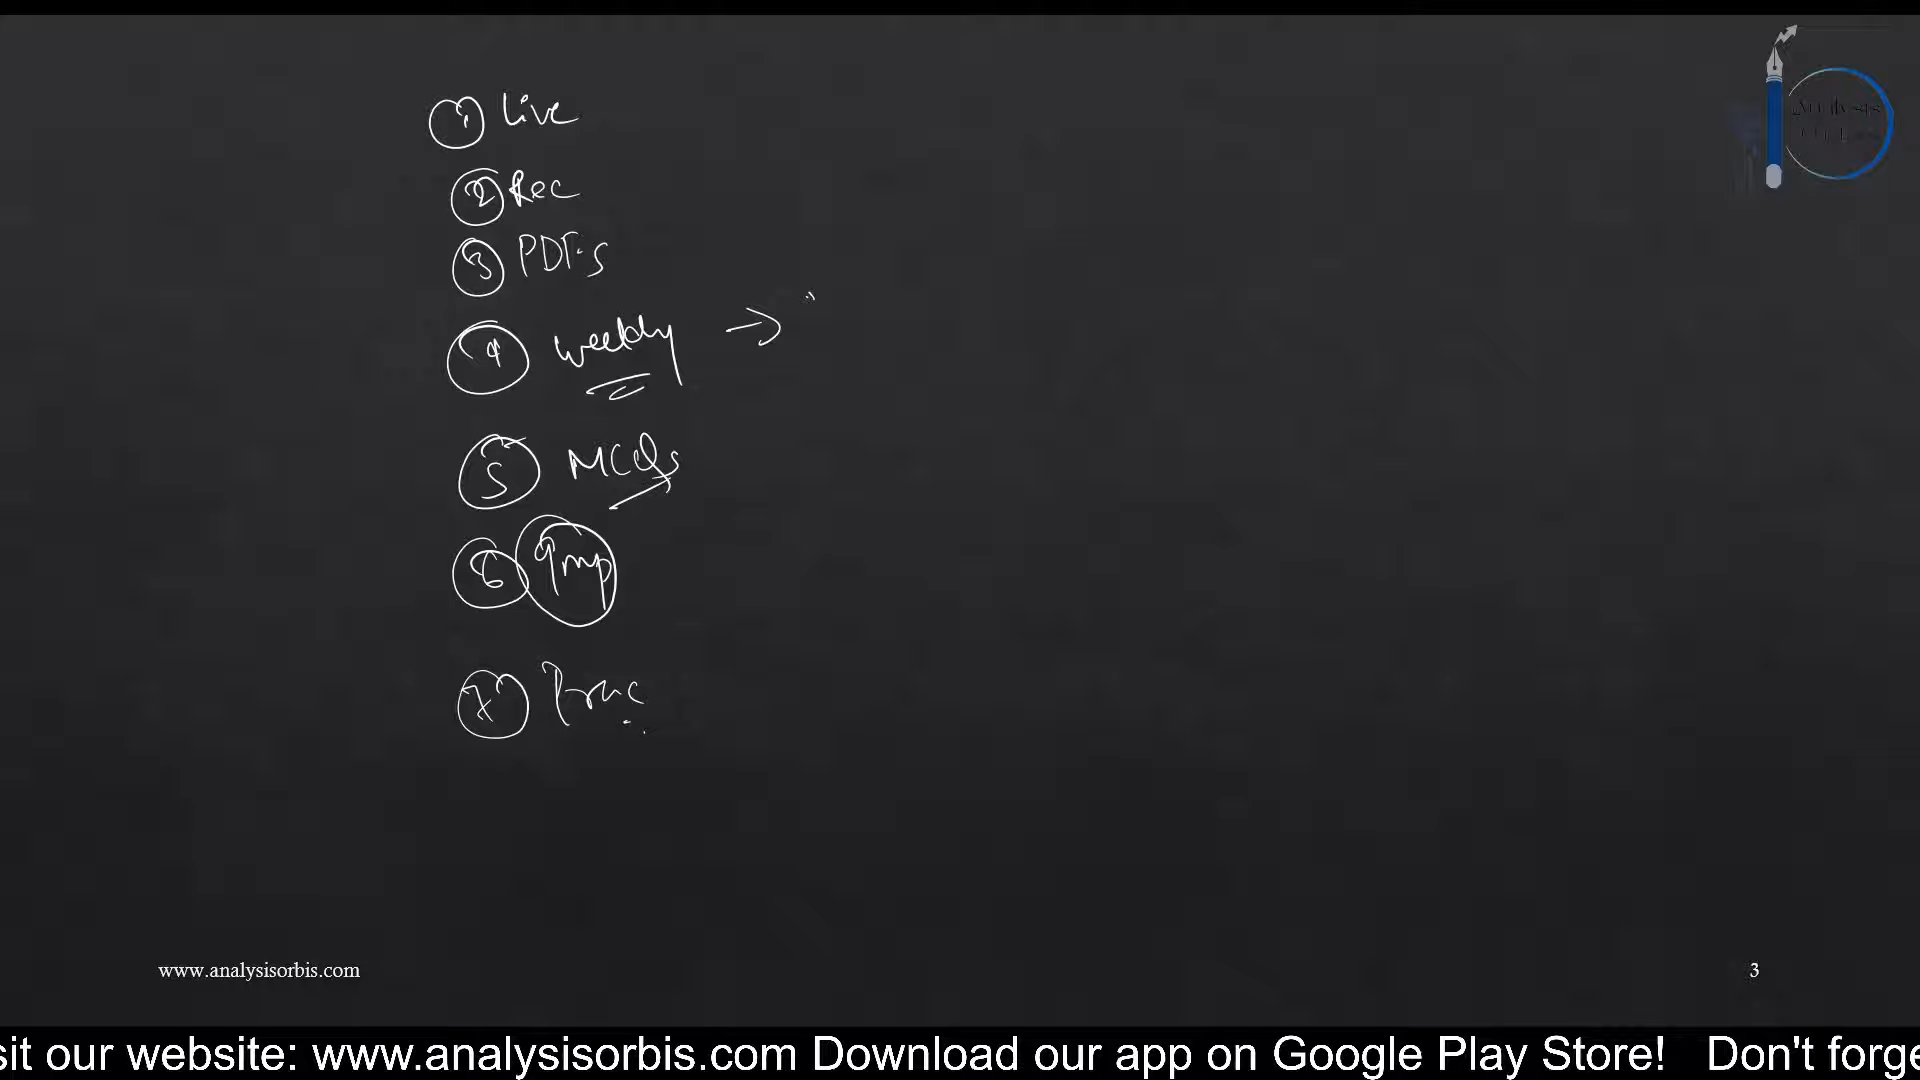 1 Live
2 Rec
3 PDFs
4 weekly →
5 MCQs
6 Imp
7 Prac
Analysis
www.analysisorbis.com
3
sit our website: www.analysisorbis.com Download our app on Google Play Store! Don't forge